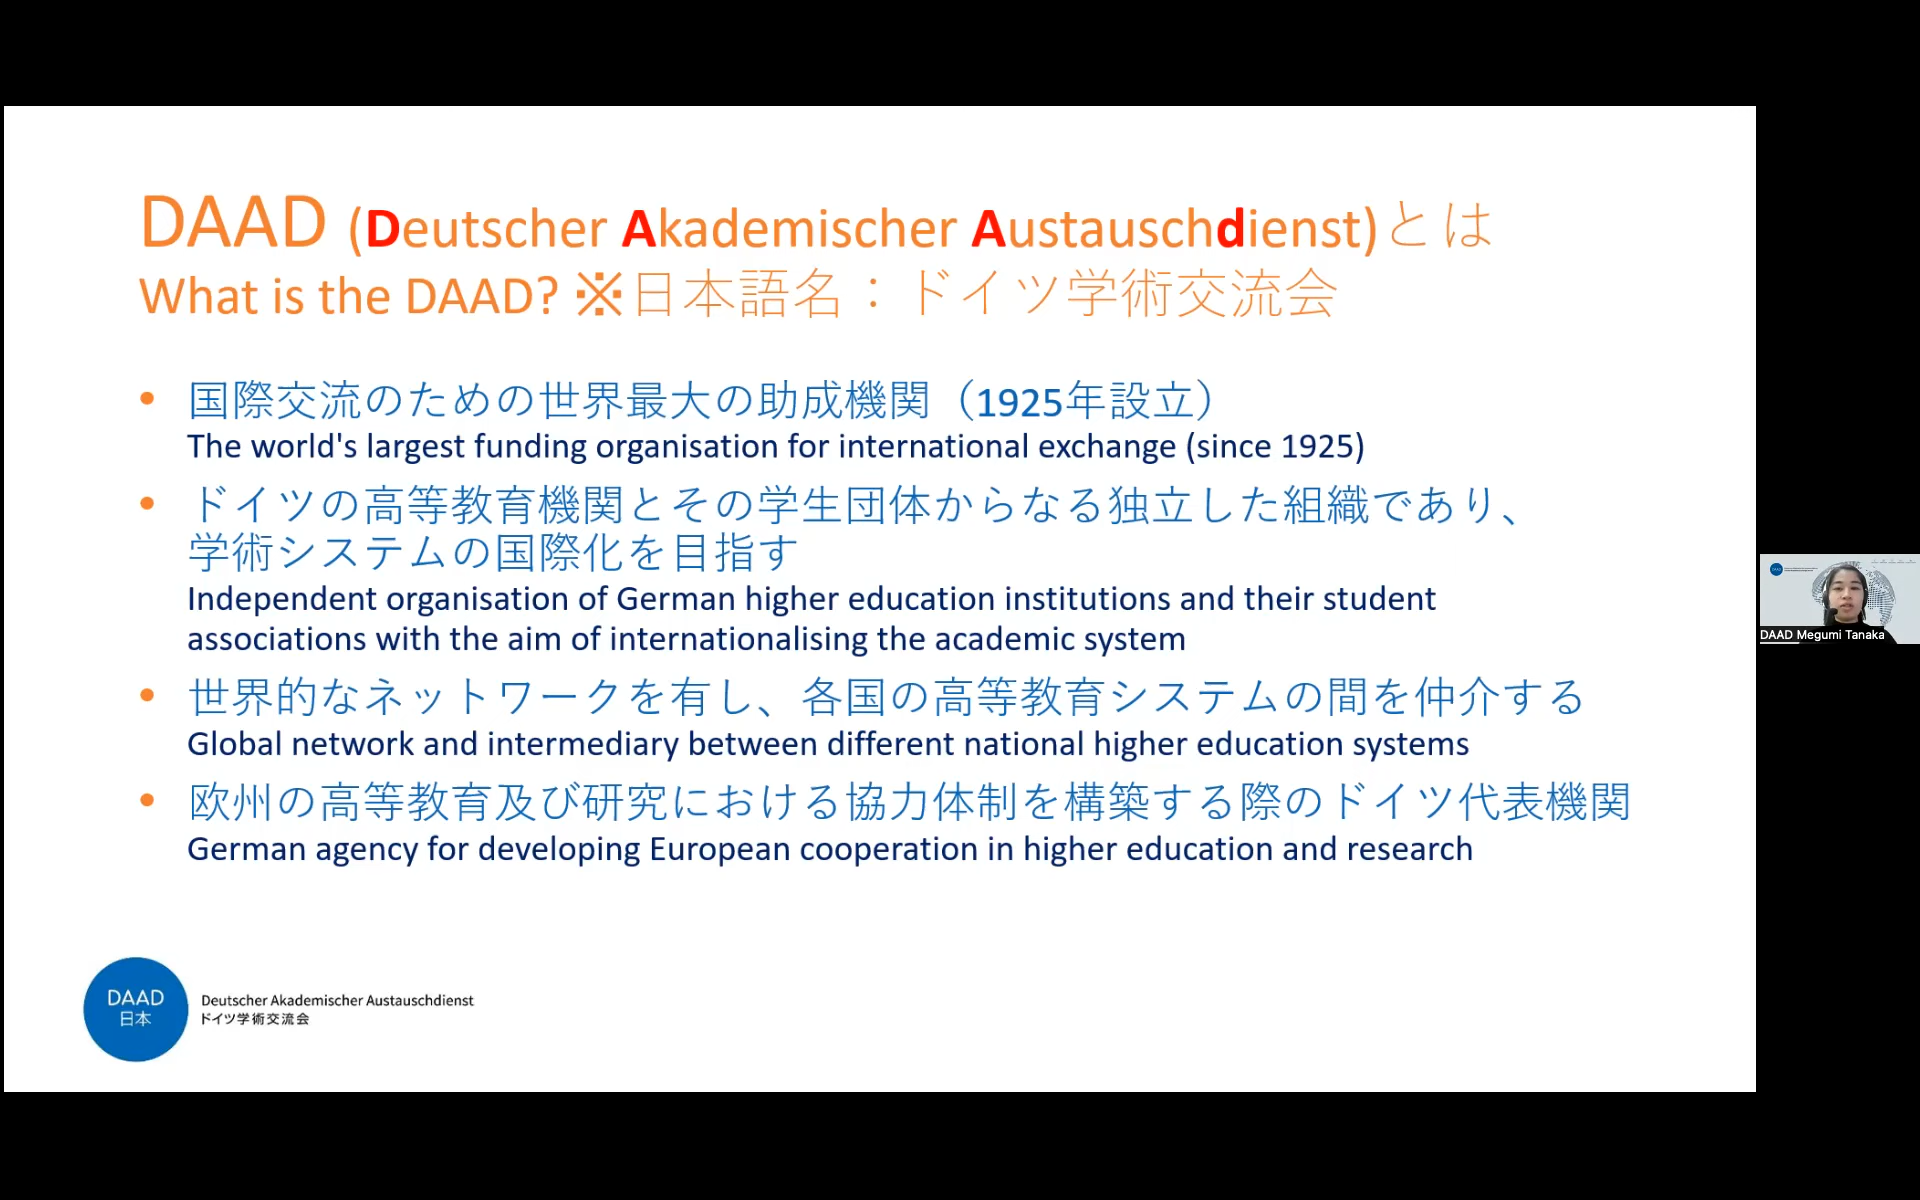 DAAD (Deutscher Akademischer Austauschdienst)とは
What is the DAAD? ※日本語名：ドイツ学術交流会
• 国際交流のための世界最大の助成機関（1925年設立）
The world's largest funding organisation for international exchange (since 1925)
• ドイツの高等教育機関とその学生団体からなる独立した組織であり、
学術システムの国際化を目指す
Independent organisation of German higher education institutions and their student
associations with the aim of internationalising the academic system
• 世界的なネットワークを有し、各国の高等教育システムの間を仲介する
Global network and intermediary between different national higher education systems
• 欧州の高等教育及び研究における協力体制を構築する際のドイツ代表機関
German agency for developing European cooperation in higher education and research
DAAD
日本
Deutscher Akademischer Austauschdienst
ドイツ学術交流会
DAAD Megumi Tanaka